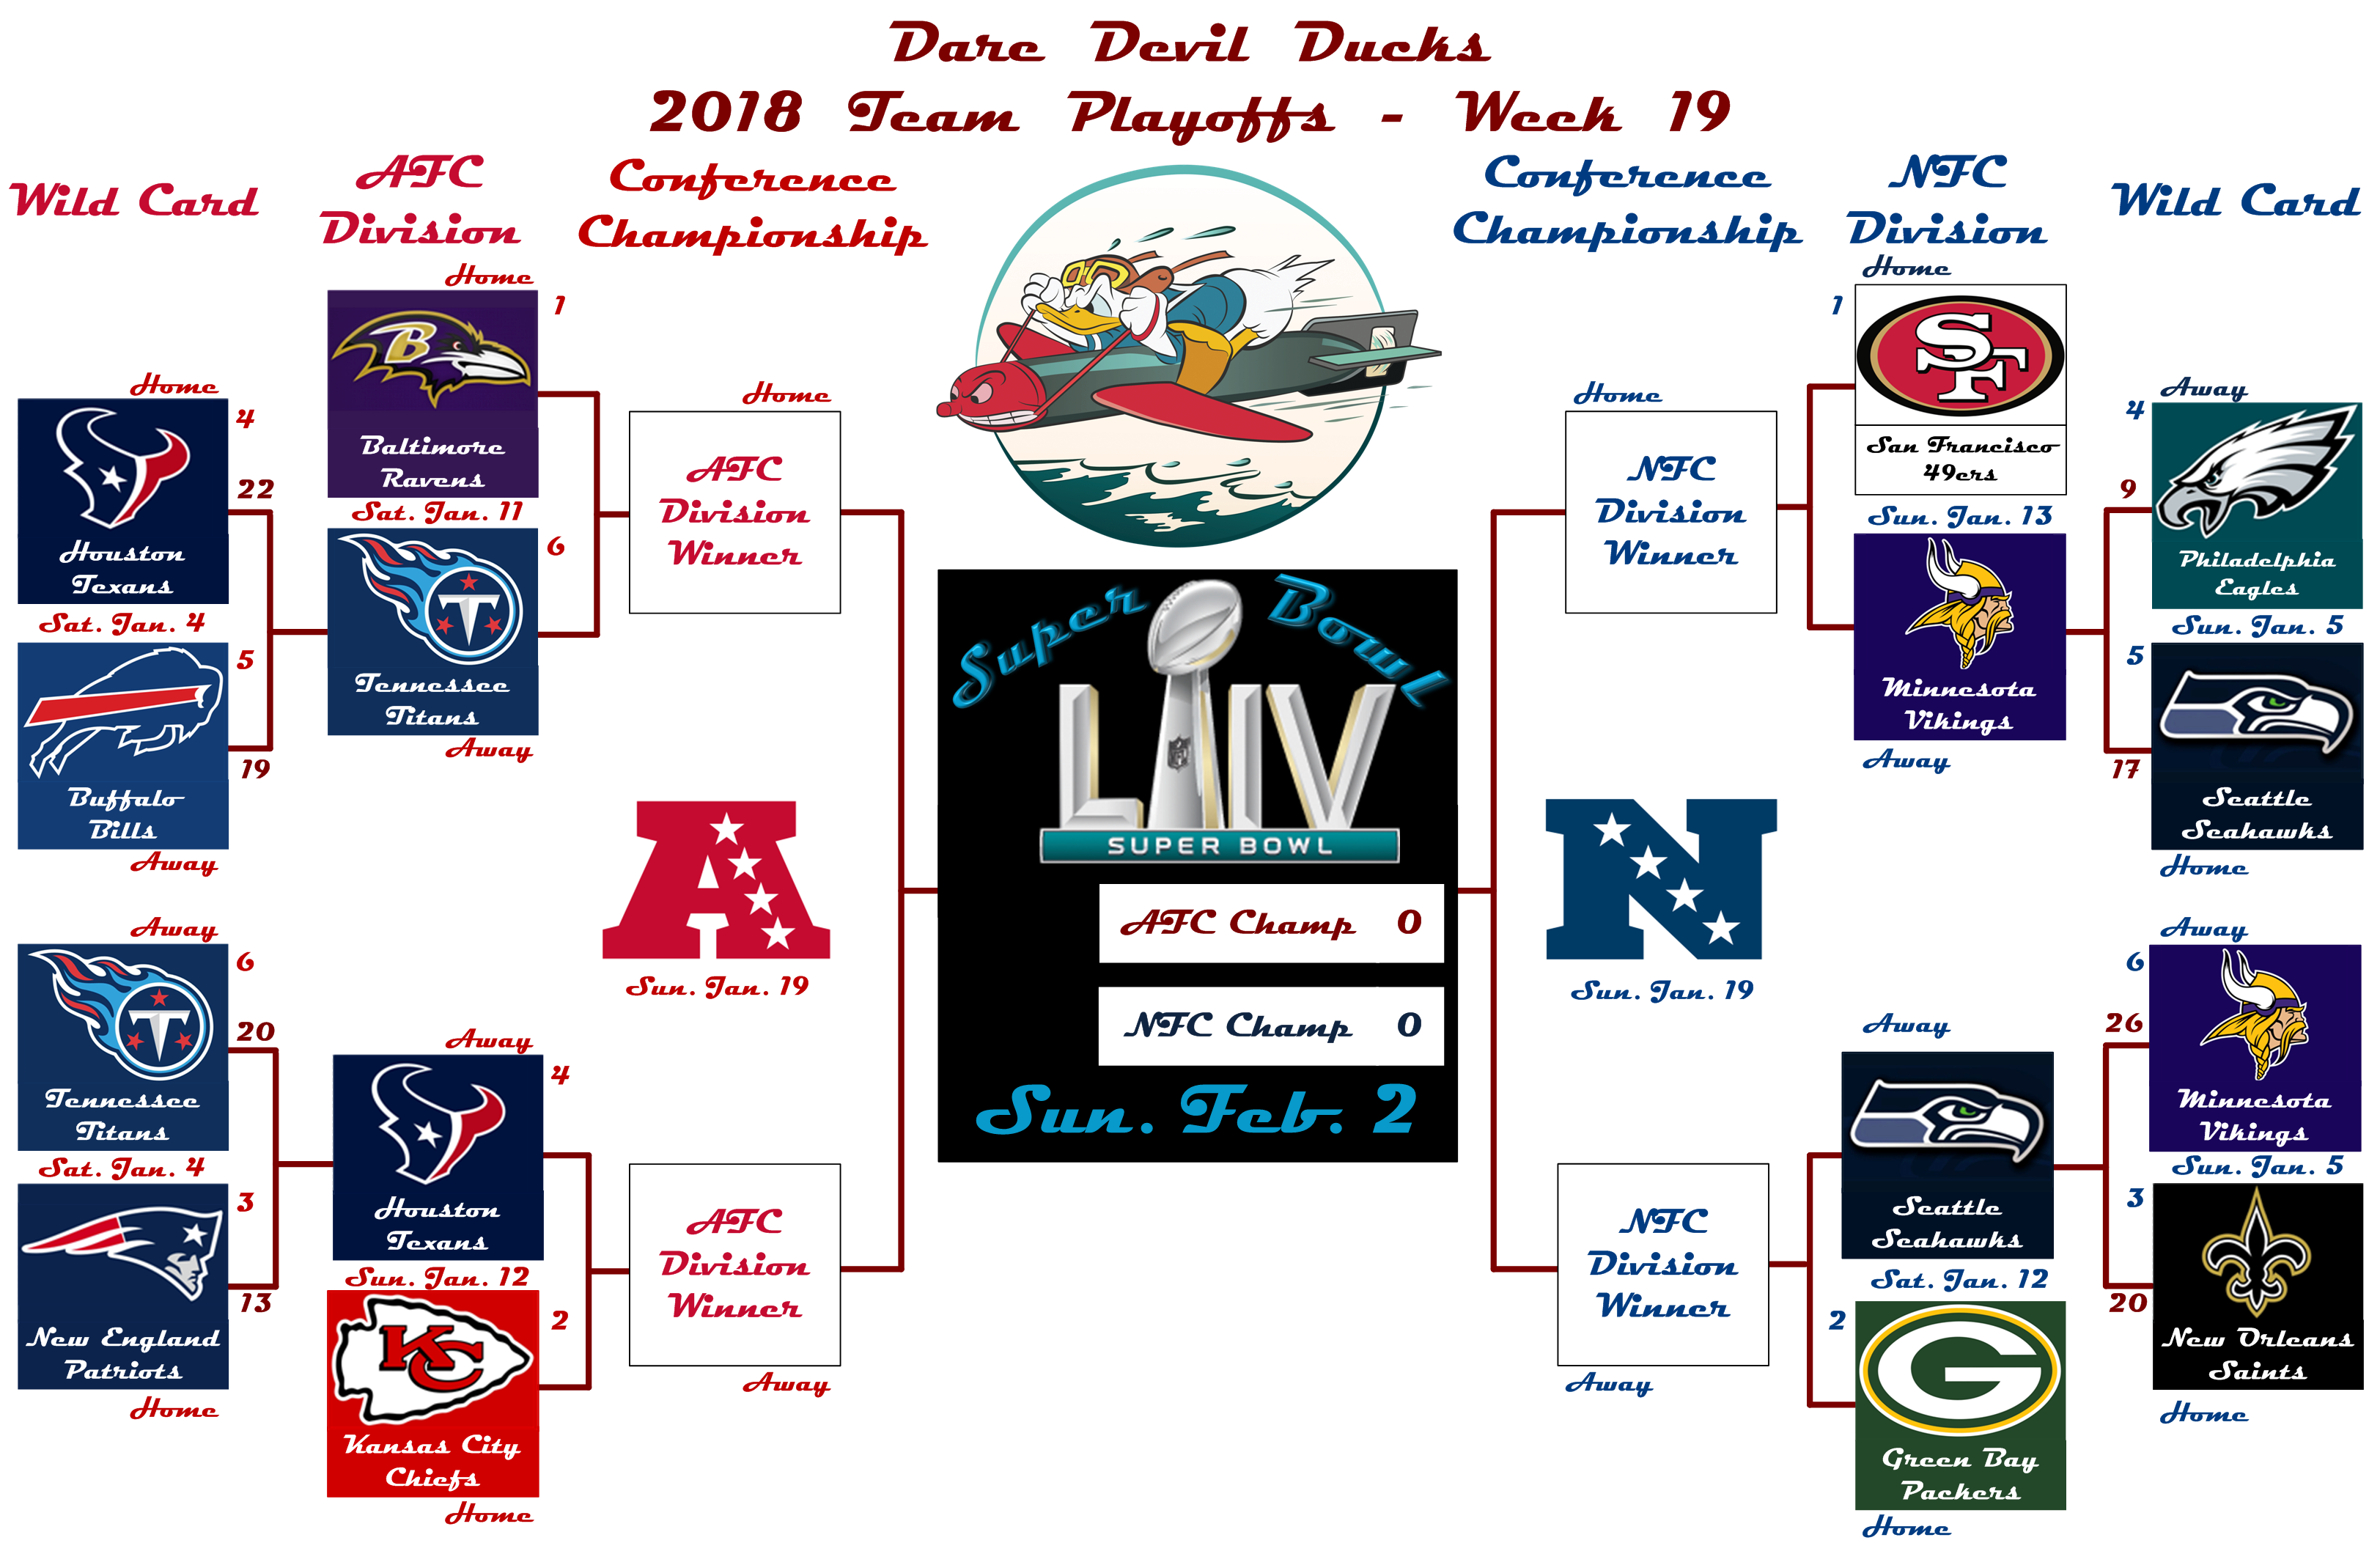 Dare Devil Ducks
2018 Team Playoffs - Week 19
Wild Card
AFC
Division
Conference
Championship
Conference
Championship
NFC
Division
Wild Card
Home
4
22
Houston
Texans
Sat. Jan. 4
5
Buffalo
Bills
19
Away
Away
6
20
Tennessee
Titans
Sat. Jan. 4
3
New England
Patriots
13
Home
Home
1
B
Baltimore
Ravens
Sat. Jan. 11
6
T
Tennessee
Titans
Away
Away
4
Houston
Texans
Sun. Jan. 12
2
KC
Kansas City
Chiefs
Home
Home
AFC
Division
Winner
A
Sun. Jan. 19
AFC
Division
Winner
Away
Super Bowl
LIV
NFL
SUPER BOWL
AFC Champ 0
NFC Champ 0
Sun. Feb. 2
Home
NFC
Division
Winner
N
Sun. Jan. 19
NFC
Division
Winner
Away
Home
1
SF
San Francisco
49ers
Sun. Jan. 13
Minnesota
Vikings
Away
Away
Seattle
Seahawks
Sat. Jan. 12
2
G
Green Bay
Packers
Home
Away
4
9
Philadelphia
Eagles
Sun. Jan. 5
5
17
Seattle
Seahawks
Home
Away
6
26
Minnesota
Vikings
Sun. Jan. 5
3
20
New Orleans
Saints
Home